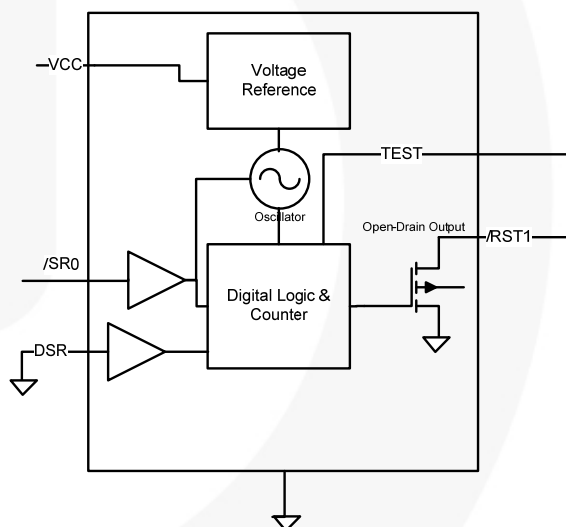 VCC
Voltage
Reference
TEST
Oscillator
Open-Drain Output
/RST1
/SR0
Digital Logic &
Counter
DSR